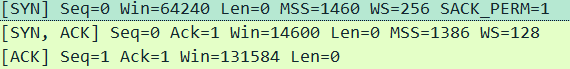 [SYN] Seq=0 Win=64240 Len=0 MSS=1460 WS=256 SACK_PERM=1
[SYN, ACK] Seq=0 Ack=1 Win=14600 Len=0 MSS=1386 WS=128
[ACK] Seq=1 Ack=1 Win=131584 Len=0